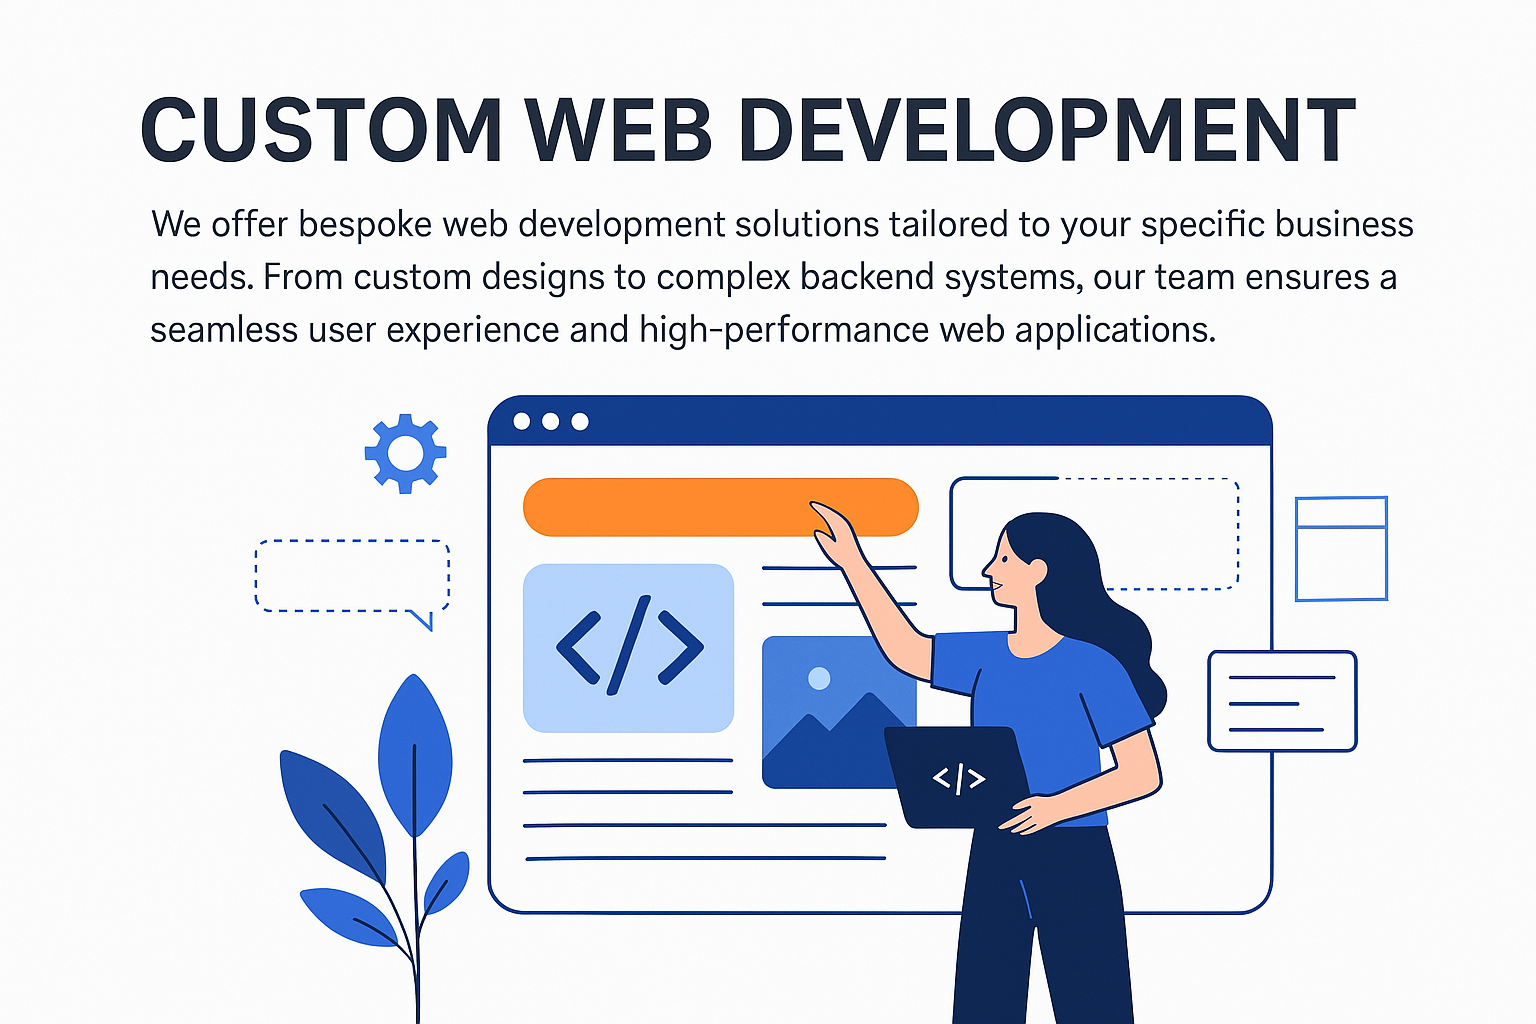 CUSTOM WEB DEVELOPMENT
We offer bespoke web development solutions tailored to your specific business
needs. From custom designs to complex backend systems, our team ensures a
seamless user experience and high-performance web applications.
</>
</>